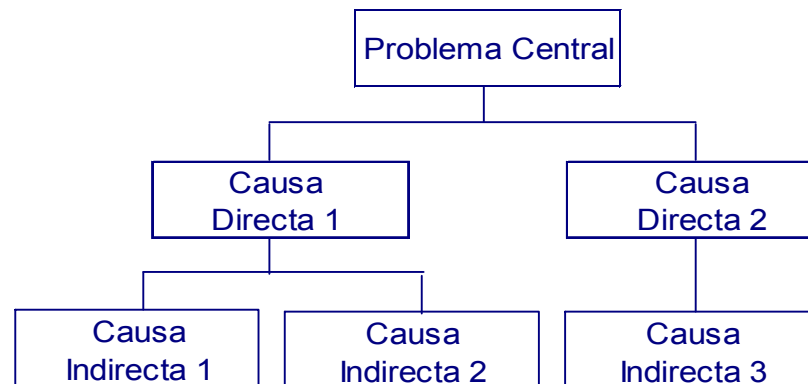 Problema Central
Causa
Directa 1
Causa
Directa 2
Causa
Indirecta 1
Causa
Indirecta 2
Causa
Indirecta 3